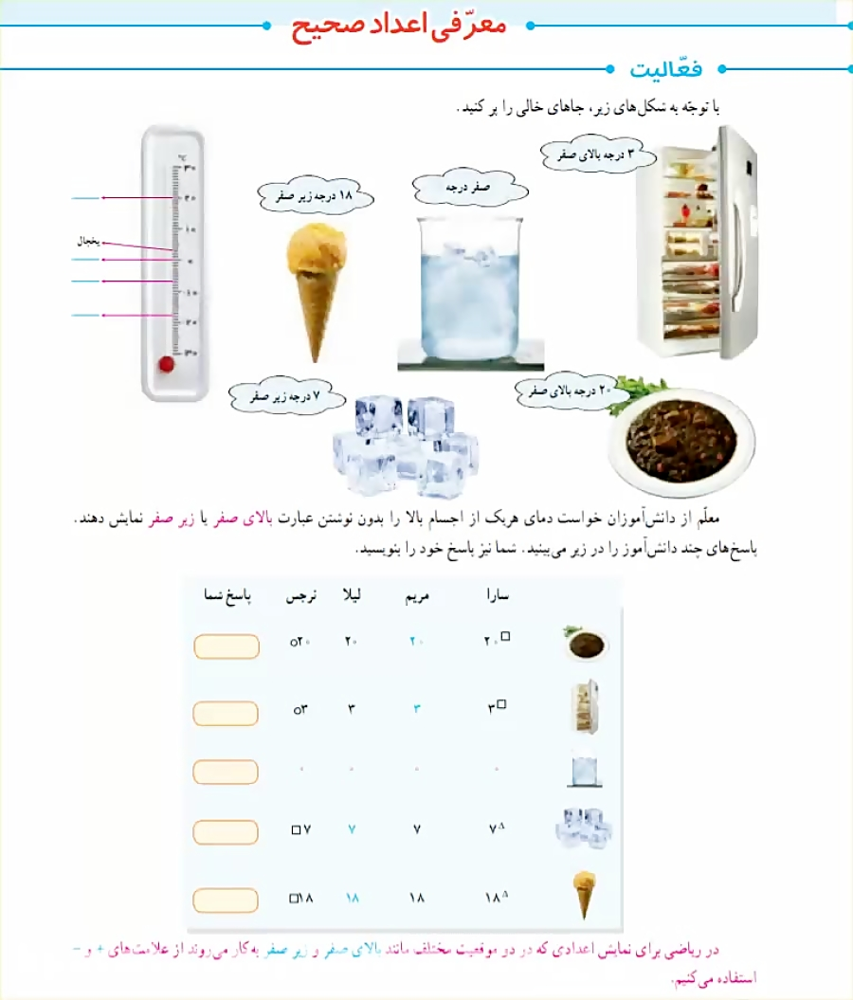 معرّفی اعداد صحیح
فعّالیت
با توجّه به شکل‌های زیر، جاهای خالی را پر کنید.
۳ درجه بالای صفر
صفر درجه
۱۸ درجه زیر صفر
°C
۳۰
۲۰
۱۰
یخچال
۰
-۱۰
-۲۰
-۳۰
۲۰ درجه بالای صفر
۷ درجه زیر صفر
معلّم از دانش‌آموزان خواست دمای هریک از اجسام بالا را بدون نوشتن عبارت بالای صفر یا زیر صفر نمایش دهند.
پاسخ‌های چند دانش‌آموز را در زیر می‌بینید. شما نیز پاسخ خود را بنویسید.
سارا مریم لیلا نرجس پاسخ شما
۲۰□ ۲۰ ۲۰ ○۲۰
۳□ ۳ ۳ ○۳
۰ ۰ ۰ ۰
۷△ ۷ ۷ □۷
۱۸△ ۱۸ ۱۸ □۱۸
در ریاضی برای نمایش اعدادی که در دو موقعیت مختلف مانند بالای صفر و زیر صفر به‌کار می‌روند از علامت‌های + و −
استفاده می‌کنیم.